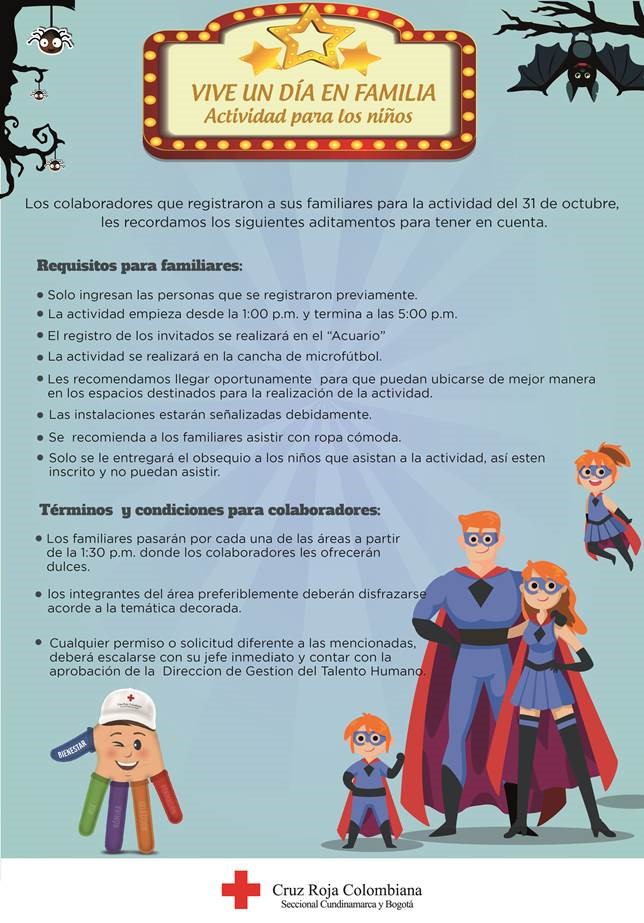 VIVE UN DÍA EN FAMILIA
Actividad para los niños
Los colaboradores que registraron a sus familiares para la actividad del 31 de octubre,
les recordamos los siguientes aditamentos para tener en cuenta.
Requisitos para familiares:
• Solo ingresan las personas que se registraron previamente.
• La actividad empieza desde la 1:00 p.m. y termina a las 5:00 p.m.
• El registro de los invitados se realizará en el “Acuario”
• La actividad se realizará en la cancha de microfútbol.
• Les recomendamos llegar oportunamente para que puedan ubicarse de mejor manera
en los espacios destinados para la realización de la actividad.
• Las instalaciones estarán señalizadas debidamente.
• Se recomienda a los familiares asistir con ropa cómoda.
• Solo se le entregará el obsequio a los niños que asistan a la actividad, así esten
inscrito y no puedan asistir.
Términos y condiciones para colaboradores:
• Los familiares pasarán por cada una de las áreas a partir
de la 1:30 p.m. donde los colaboradores les ofrecerán
dulces.
• los integrantes del área preferiblemente deberán disfrazarse
acorde a la temática decorada.
• Cualquier permiso o solicitud diferente a las mencionadas,
deberá escalarse con su jefe inmediato y contar con la
aprobación de la Direccion de Gestion del Talento Humano.
BIENESTAR
Cruz Roja Colombiana
Seccional Cundinamarca y Bogotá